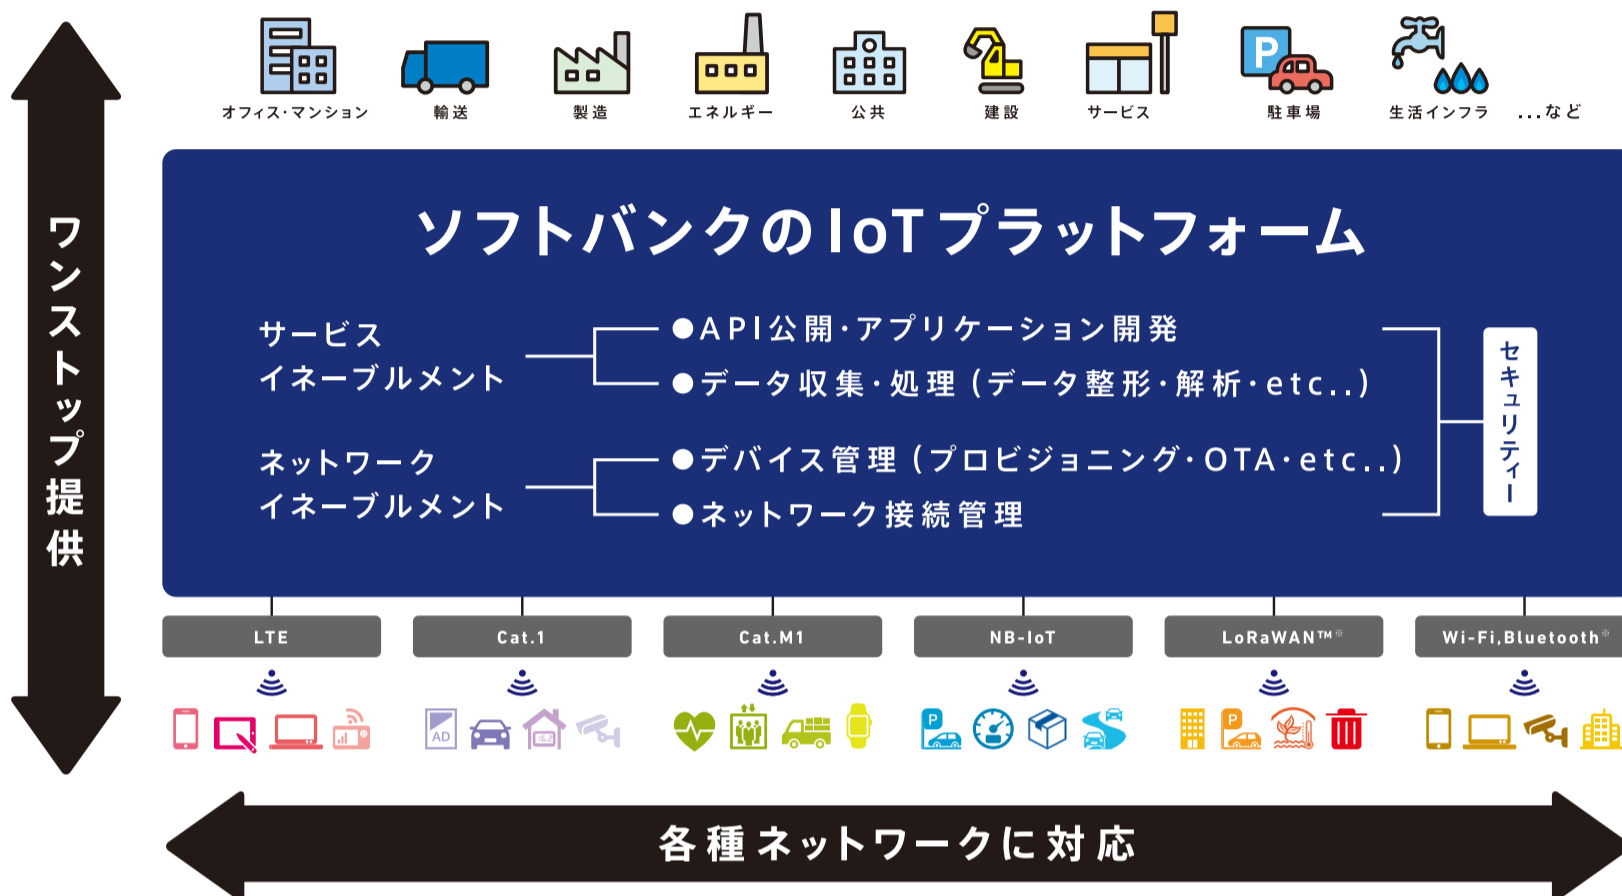 オフィス・マンション
輸送
製造
エネルギー
公共
建設
サービス
P
駐車場
生活インフラ
...など
ワンストップ提供
ソフトバンクのIoTプラットフォーム
サービス
イネーブルメント
●API公開・アプリケーション開発
●データ収集・処理(データ整形・解析・etc..)
ネットワーク
イネーブルメント
●デバイス管理(プロビジョニング・OTA・etc..)
●ネットワーク接続管理
セキュリティー
LTE
Cat.1
Cat.M1
NB-IoT
LoRaWAN™※
Wi-Fi,Bluetooth※
AD
P
P
各種ネットワークに対応